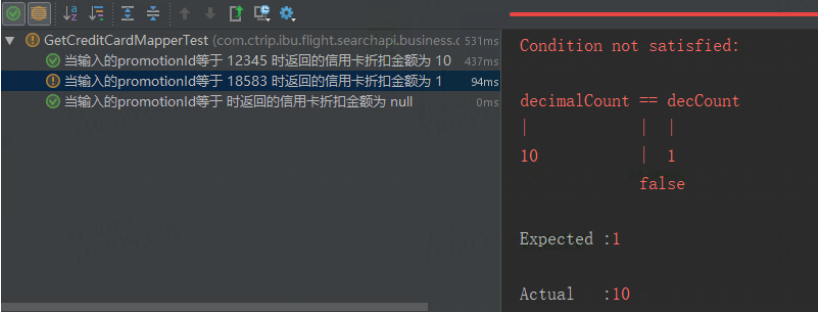 GetCreditCardMapperTest (com.ctrip.ibu.flight.searchapi.business.c 531ms
当输入的promotionId等于 12345 时返回的信用卡折扣金额为 10 437ms
当输入的promotionId等于 18583 时返回的信用卡折扣金额为 1 94ms
当输入的promotionId等于 时返回的信用卡折扣金额为 null 0ms
Condition not satisfied:
decimalCount == decCount
| | |
10 | 1
false
Expected :1
Actual :10